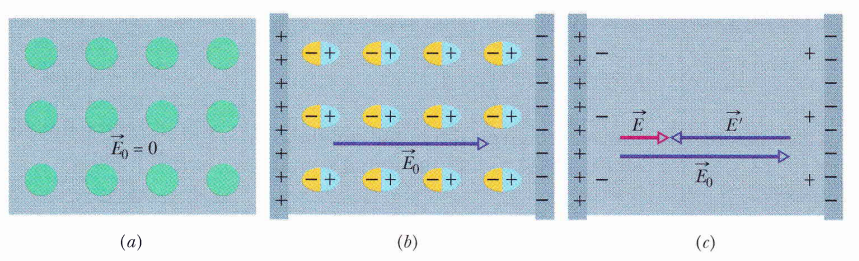 E⃗₀ = 0
(a)
+ − + − + − + − + −
+ − + − + − + − −
+ − + − + − + − −
+ − + − + − + −
E⃗₀
(b)
+ − + −
E⃗ E⃗′
− +
E⃗₀
− +
(c)